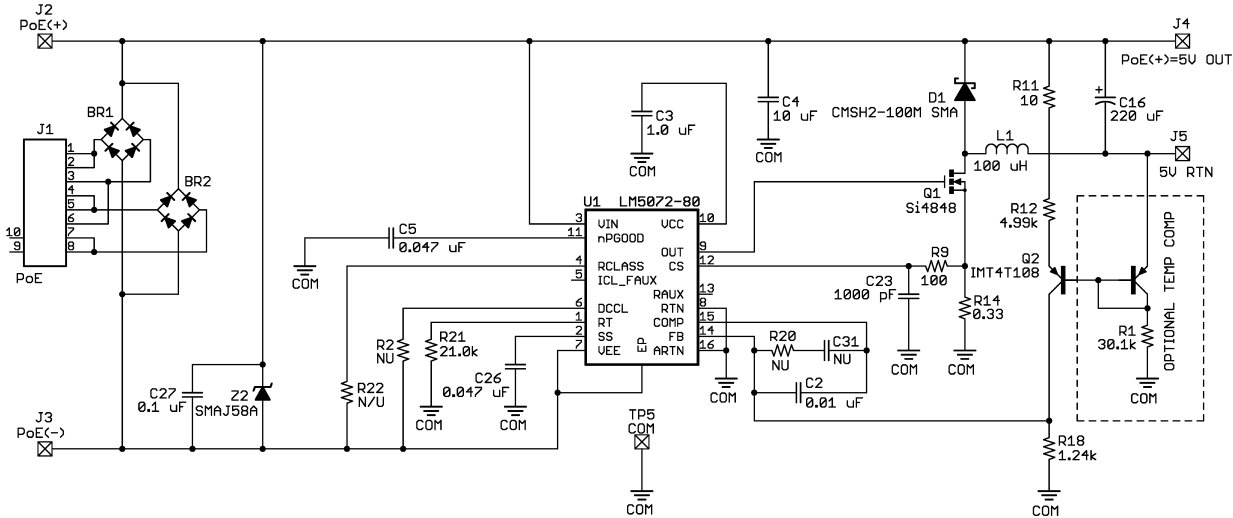 J2
PoE(+)
J4
PoE(+)=5V OUT
BR1
J1
1
2
3
4
5
6
7
8
10
9
PoE
BR2
C3
1.0 uF
COM
C4
10 uF
COM
D1
CMSH2-100M SMA
R11
10
C16
220 uF
L1
100 uH
J5
5V RTN
Q1
Si4848
U1 LM5072-80
3 VIN
11 nPGOOD
4 RCLASS
5 ICL_FAUX
6 DCCL
1 RT
2 SS
7 VEE
EP
VCC 10
OUT 9
CS 12
RAUX 13
RTN 8
COMP 15
FB 14
ARTN 16
C5
0.047 uF
COM
R9
100
C23
1000 pF
COM
R14
0.33
COM
R12
4.99k
Q2
IMT4T108
OPTIONAL TEMP COMP
R1
30.1k
COM
R2
NU
R21
21.0k
COM
C26
0.047 uF
COM
R22
N/U
COM
R20
NU
C31
NU
C2
0.01 uF
C27
0.1 uF
Z2
SMAJ58A
J3
PoE(-)
TP5
COM
COM
R18
1.24k
COM